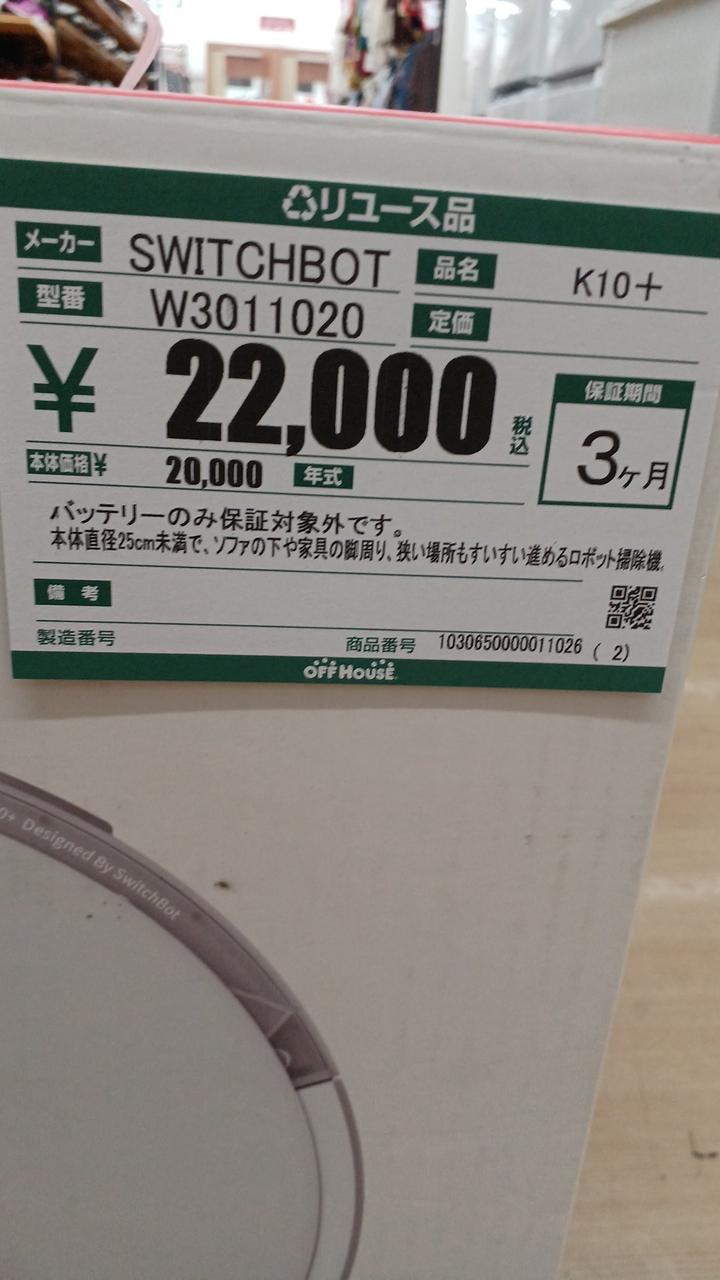 リユース品
メーカー SWITCHBOT 品名 K10+
型番 W3011020 定価
¥ 22,000 税込
保証期間
3ヶ月
本体価格¥ 20,000 年式
バッテリーのみ保証対象外です。
本体直径25cm未満で、ソファの下や家具の脚周り、狭い場所もすいすい進めるロボット掃除機。
備考
製造番号 商品番号 1030650000011026 ( 2)
OFFHOUSE
0+ Designed By SwitchBot